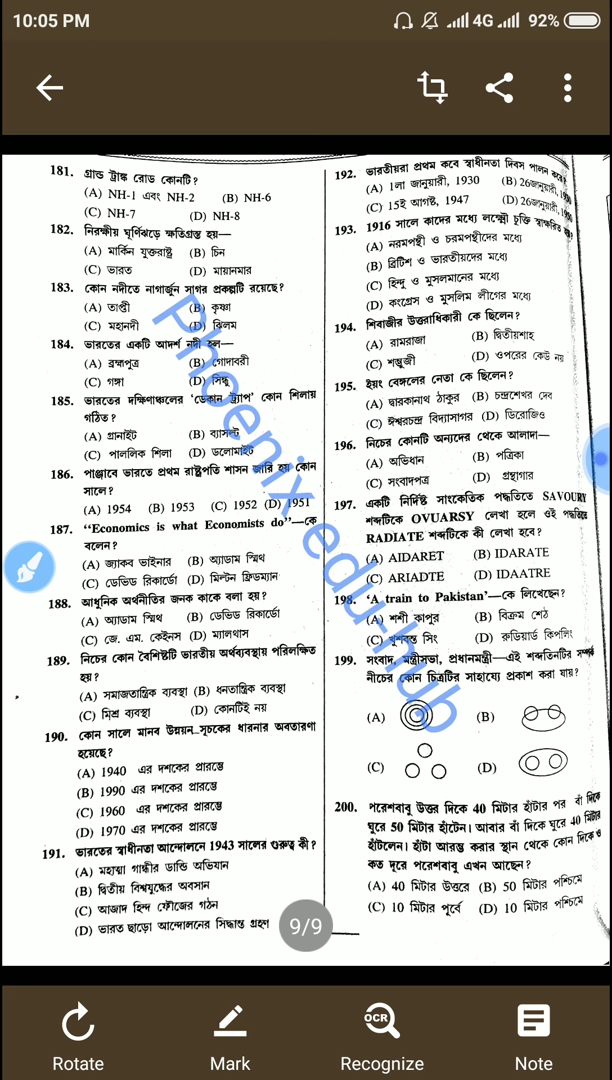 10:05 PM
4G 92%
181. গ্রান্ড ট্রাঙ্ক রোড কোনটি?
(A) NH-1 এবং NH-2 (B) NH-6
(C) NH-7 (D) NH-8
182. নিরক্ষীয় ঘূর্ণিঝড়ে ক্ষতিগ্রস্ত হয়—
(A) মার্কিন যুক্তরাষ্ট্র (B) চিন
(C) ভারত (D) মায়ানমার
183. কোন নদীতে নাগার্জুন সাগর প্রকল্পটি রয়েছে?
(A) তাপ্তী (B) কৃষ্ণা
(C) মহানদী (D) ঝিলম
184. ভারতের একটি আদর্শ নদী হল—
(A) ব্রহ্মপুত্র (B) গোদাবরী
(C) গঙ্গা (D) সিন্ধু
185. ভারতের দক্ষিণাঞ্চলের ‘ডেকান ট্র্যাপ’ কোন শিলায়
গঠিত?
(A) গ্রানাইট (B) ব্যাসল্ট
(C) পাললিক শিলা (D) ডলোমাইট
186. পাঞ্জাবে ভারতে প্রথম রাষ্ট্রপতি শাসন জারি হয় কোন
সালে?
(A) 1954 (B) 1953 (C) 1952 (D) 1951
187. “Economics is what Economists do”—কে
বলেন?
(A) জ্যাকব ভাইনার (B) অ্যাডাম স্মিথ
(C) ডেভিড রিকার্ডো (D) মিল্টন ফ্রিডম্যান
188. আধুনিক অর্থনীতির জনক কাকে বলা হয়?
(A) অ্যাডাম স্মিথ (B) ডেভিড রিকার্ডো
(C) জে. এম. কেইনস (D) ম্যালথাস
189. নিচের কোন বৈশিষ্টটি ভারতীয় অর্থব্যবস্থায় পরিলক্ষিত
হয়?
(A) সমাজতান্ত্রিক ব্যবস্থা (B) ধনতান্ত্রিক ব্যবস্থা
(C) মিশ্র ব্যবস্থা (D) কোনটিই নয়
190. কোন সালে মানব উন্নয়ন সূচকের ধারনার অবতারণা
হয়েছে?
(A) 1940 এর দশকের প্রারম্ভে
(B) 1990 এর দশকের প্রারম্ভে
(C) 1960 এর দশকের প্রারম্ভে
(D) 1970 এর দশকের প্রারম্ভে
191. ভারতের স্বাধীনতা আন্দোলনে 1943 সালের গুরুত্ব কী?
(A) মহাত্মা গান্ধীর ডান্ডি অভিযান
(B) দ্বিতীয় বিশ্বযুদ্ধের অবসান
(C) আজাদ হিন্দ ফৌজের গঠন
(D) ভারত ছাড়ো আন্দোলনের সিদ্ধান্ত গ্রহণ
192. ভারতীয়রা প্রথম কবে স্বাধীনতা দিবস পালন করে?
(A) 1লা জানুয়ারী, 1930 (B) 26জানুয়ারী,
(C) 15ই আগষ্ট, 1947 (D) 26জানুয়ারী,
193. 1916 সালে কাদের মধ্যে লক্ষ্ণৌ চুক্তি স্বাক্ষরিত
(A) নরমপন্থী ও চরমপন্থীদের মধ্যে
(B) ব্রিটিশ ও ভারতীয়দের মধ্যে
(C) হিন্দু ও মুসলমানের মধ্যে
(D) কংগ্রেস ও মুসলিম লীগের মধ্যে
194. শিবাজীর উত্তরাধিকারী কে ছিলেন?
(A) রামরাজা (B) দ্বিতীয়শাহ
(C) শম্ভুজী (D) ওপরের কেউ নয়
195. ইয়ং বেঙ্গলের নেতা কে ছিলেন?
(A) দ্বারকানাথ ঠাকুর (B) চন্দ্রশেখর দেব
(C) ঈশ্বরচন্দ্র বিদ্যাসাগর (D) ডিরোজিও
196. নিচের কোনটি অন্যদের থেকে আলাদা—
(A) অভিধান (B) পত্রিকা
(C) সংবাদপত্র (D) গ্রন্থাগার
197. একটি নির্দিষ্ট সাংকেতিক পদ্ধতিতে SAVOURY
শব্দটিকে OVUARSY লেখা হলে ওই পদ্ধতিতে
RADIATE শব্দটিকে কী লেখা হবে?
(A) AIDARET (B) IDARATE
(C) ARIADTE (D) IDAATRE
198. ‘A train to Pakistan’—কে লিখেছেন?
(A) শশী কাপুর (B) বিক্রম শেঠ
(C) খুশবন্ত সিং (D) রুডিয়ার্ড কিপলিং
199. সংবাদ, মন্ত্রীসভা, প্রধানমন্ত্রী—এই শব্দতিনটির সম্পর্ক
নীচের কোন চিত্রটির সাহায্যে প্রকাশ করা যায়?
(A) (B)
(C) (D)
200. পরেশবাবু উত্তর দিকে 40 মিটার হাঁটার পর বাঁ দিকে
ঘুরে 50 মিটার হাঁটেন। আবার বাঁ দিকে ঘুরে 40 মিটার
হাঁটলেন। হাঁটা আরম্ভ করার স্থান থেকে কোন দিকে ও
কত দূরে পরেশবাবু এখন আছেন?
(A) 40 মিটার উত্তরে (B) 50 মিটার পশ্চিমে
(C) 10 মিটার পূর্বে (D) 10 মিটার পশ্চিমে
Phoenix edu-hub
9/9
OCR
Rotate Mark Recognize Note